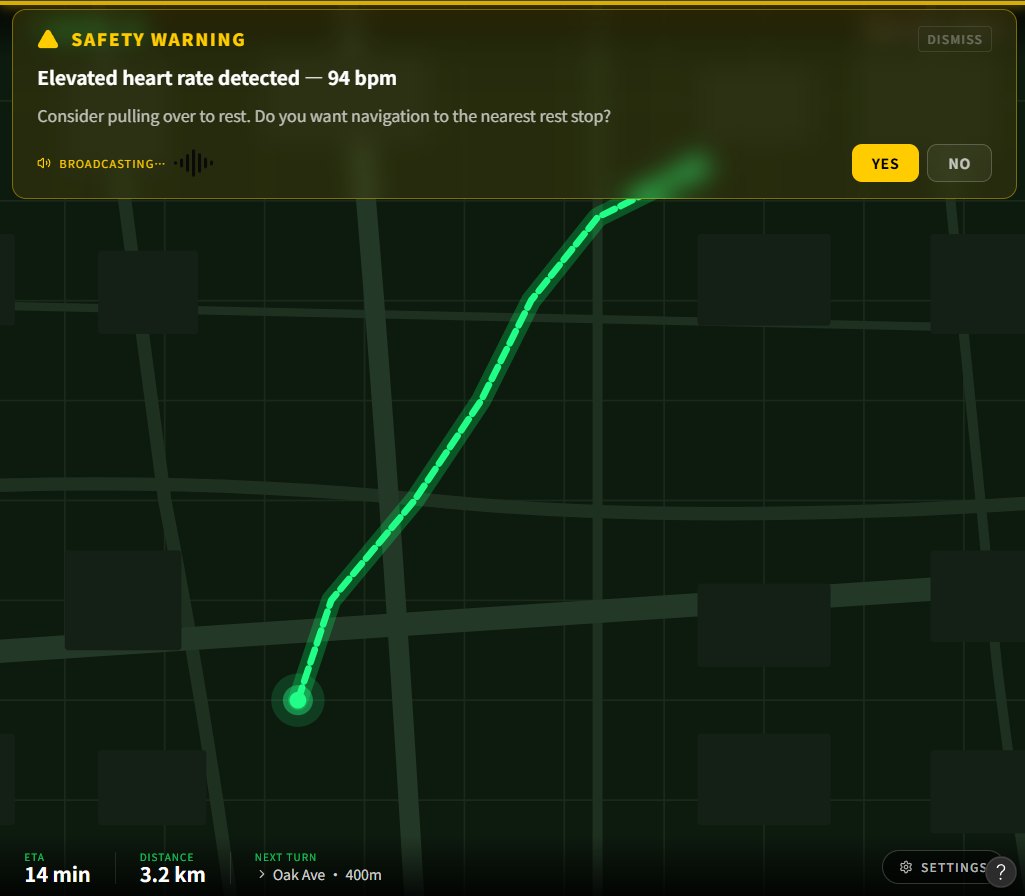 SAFETY WARNING
DISMISS
Elevated heart rate detected — 94 bpm
Consider pulling over to rest. Do you want navigation to the nearest rest stop?
BROADCASTING···
YES
NO
ETA
14 min
DISTANCE
3.2 km
NEXT TURN
Oak Ave • 400m
SETTINGS
?